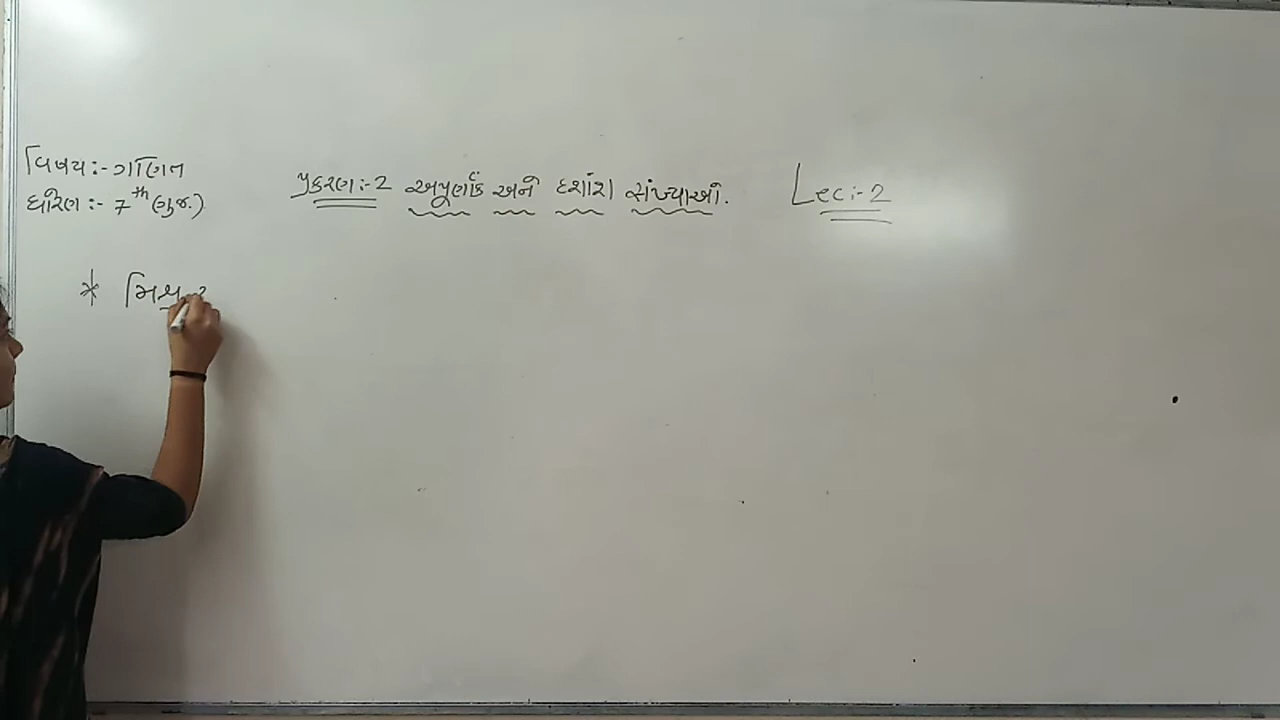 વિષય:- ગણિત
ધોરણ:- 7th (ગુજ.)
પ્રકરણ:-2 અપૂર્ણાંક અને દશાંશ સંખ્યાઓ. Lec:-2
* મિશ્ર